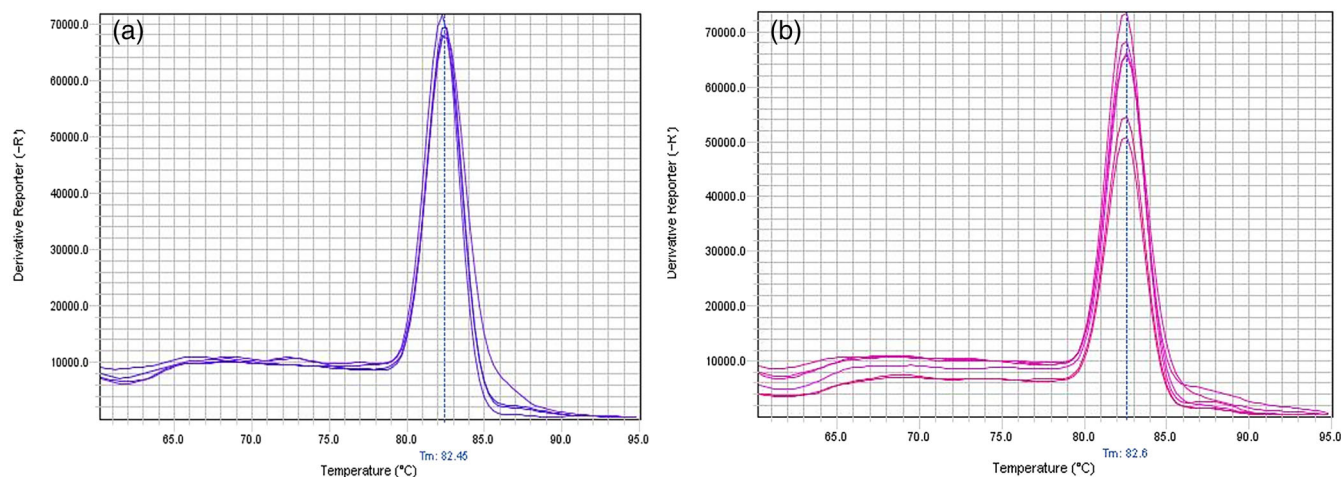 (a)
Derivative Reporter (-R')
70000.0
60000.0
50000.0
40000.0
30000.0
20000.0
10000.0
65.0 70.0 75.0 80.0 85.0 90.0 95.0
Tm: 82.45
Temperature (°C)
(b)
Derivative Reporter (-R')
70000.0
60000.0
50000.0
40000.0
30000.0
20000.0
10000.0
65.0 70.0 75.0 80.0 85.0 90.0 95.0
Tm: 82.6
Temperature (°C)